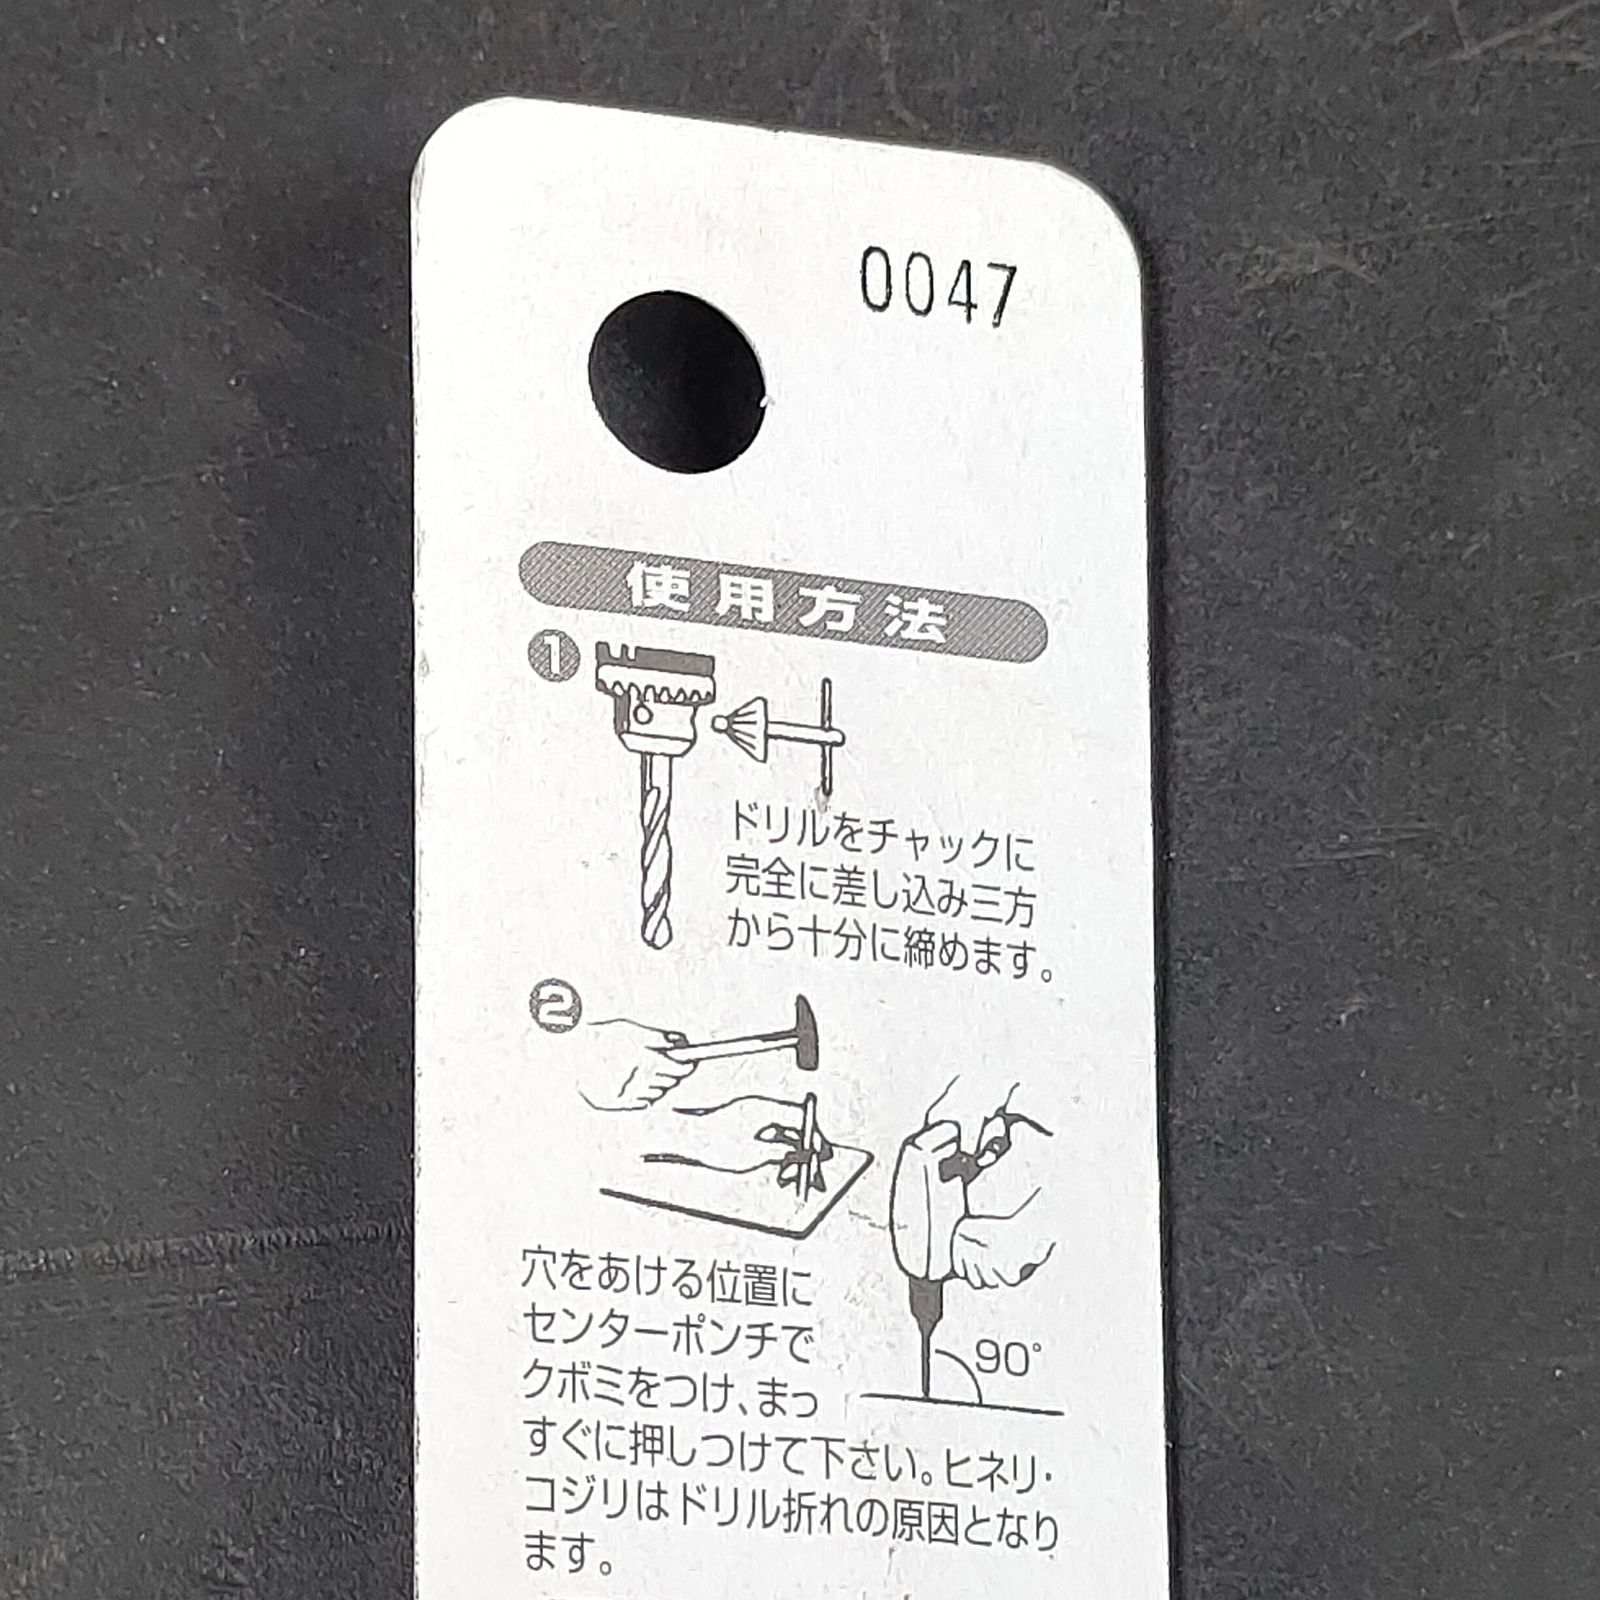 0047
使用方法
1
ドリルをチャックに
完全に差し込み三方
から十分に締めます。
2
90°
穴をあける位置に
センターポンチで
クボミをつけ、まっ
すぐに押しつけて下さい。ヒネリ・
コジリはドリル折れの原因となり
ます。